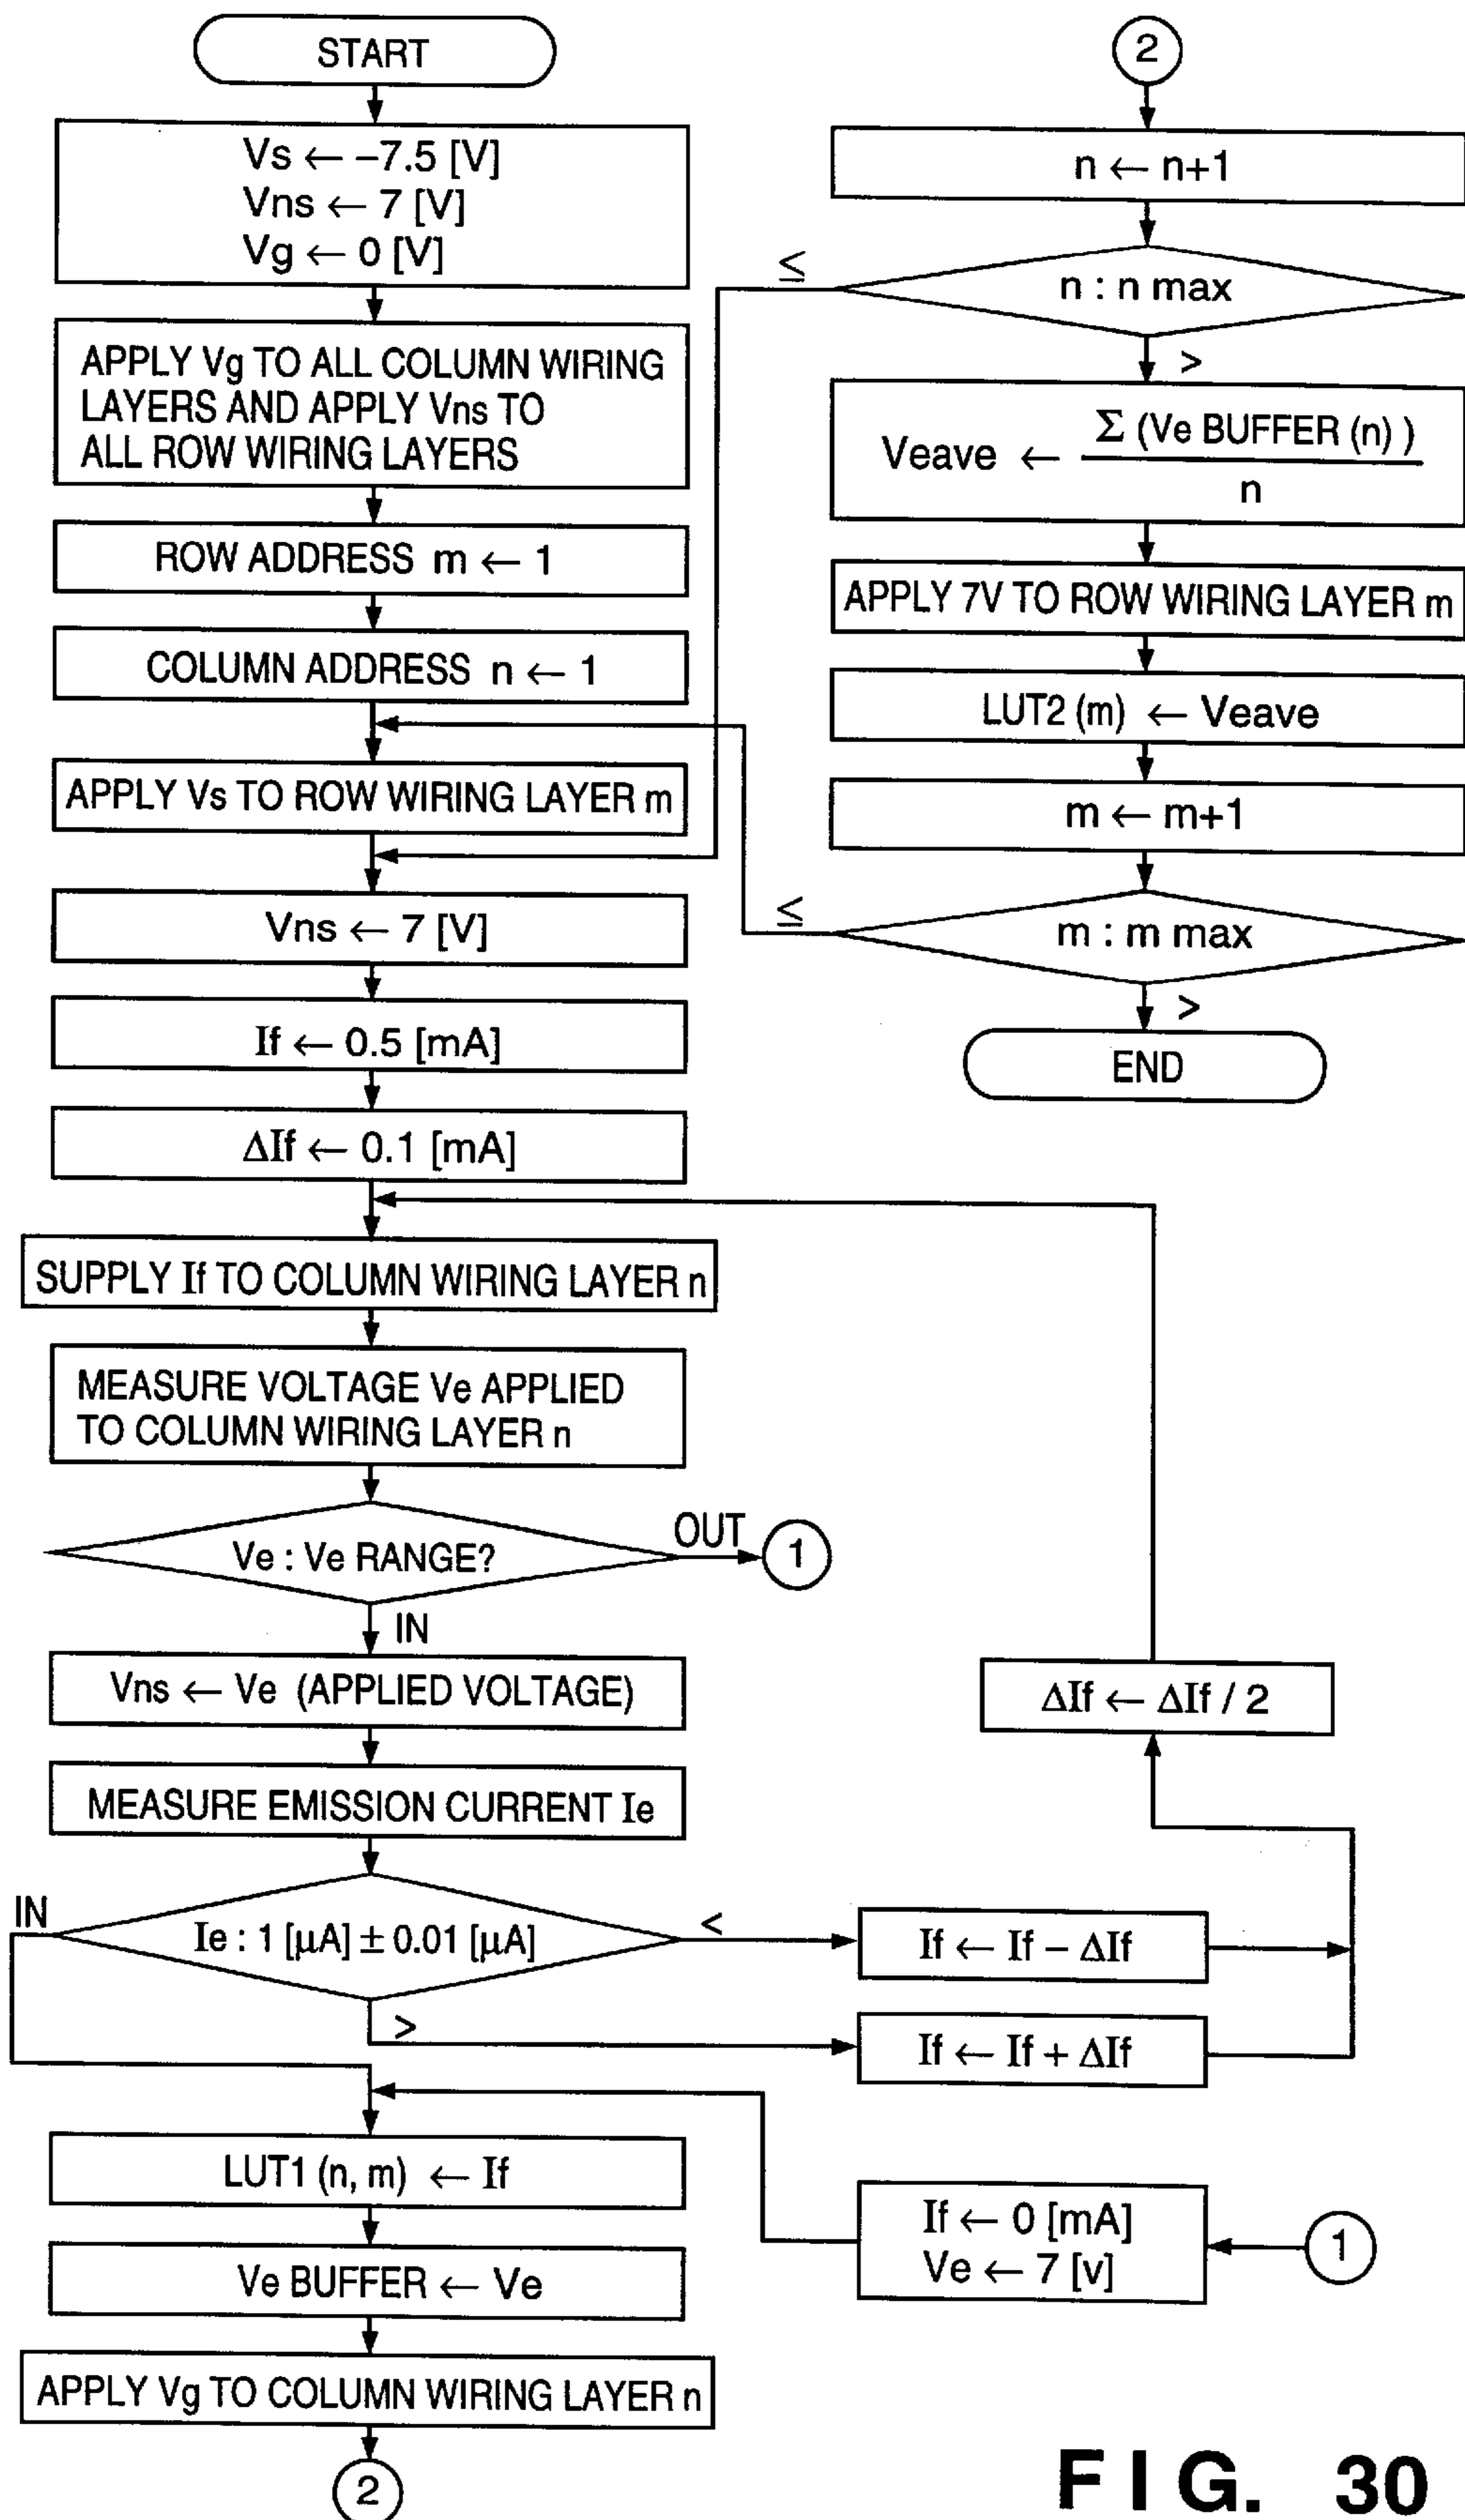 START
Vs ← −7.5 [V]
Vns ← 7 [V]
Vg ← 0 [V]
APPLY Vg TO ALL COLUMN WIRING
LAYERS AND APPLY Vns TO
ALL ROW WIRING LAYERS
ROW ADDRESS m ← 1
COLUMN ADDRESS n ← 1
APPLY Vs TO ROW WIRING LAYER m
Vns ← 7 [V]
If ← 0.5 [mA]
ΔIf ← 0.1 [mA]
SUPPLY If TO COLUMN WIRING LAYER n
MEASURE VOLTAGE Ve APPLIED
TO COLUMN WIRING LAYER n
Ve : Ve RANGE?
OUT
1
IN
Vns ← Ve (APPLIED VOLTAGE)
MEASURE EMISSION CURRENT Ie
IN
Ie : 1 [μA] ± 0.01 [μA]
<
>
If ← If − ΔIf
If ← If + ΔIf
ΔIf ← ΔIf / 2
LUT1 (n, m) ← If
If ← 0 [mA]
Ve ← 7 [v]
1
Ve BUFFER ← Ve
APPLY Vg TO COLUMN WIRING LAYER n
2
2
n ← n+1
≤
n : n max
>
Veave ← Σ (Ve BUFFER (n) )
n
APPLY 7V TO ROW WIRING LAYER m
LUT2 (m) ← Veave
m ← m+1
≤
m : m max
>
END
FIG. 30